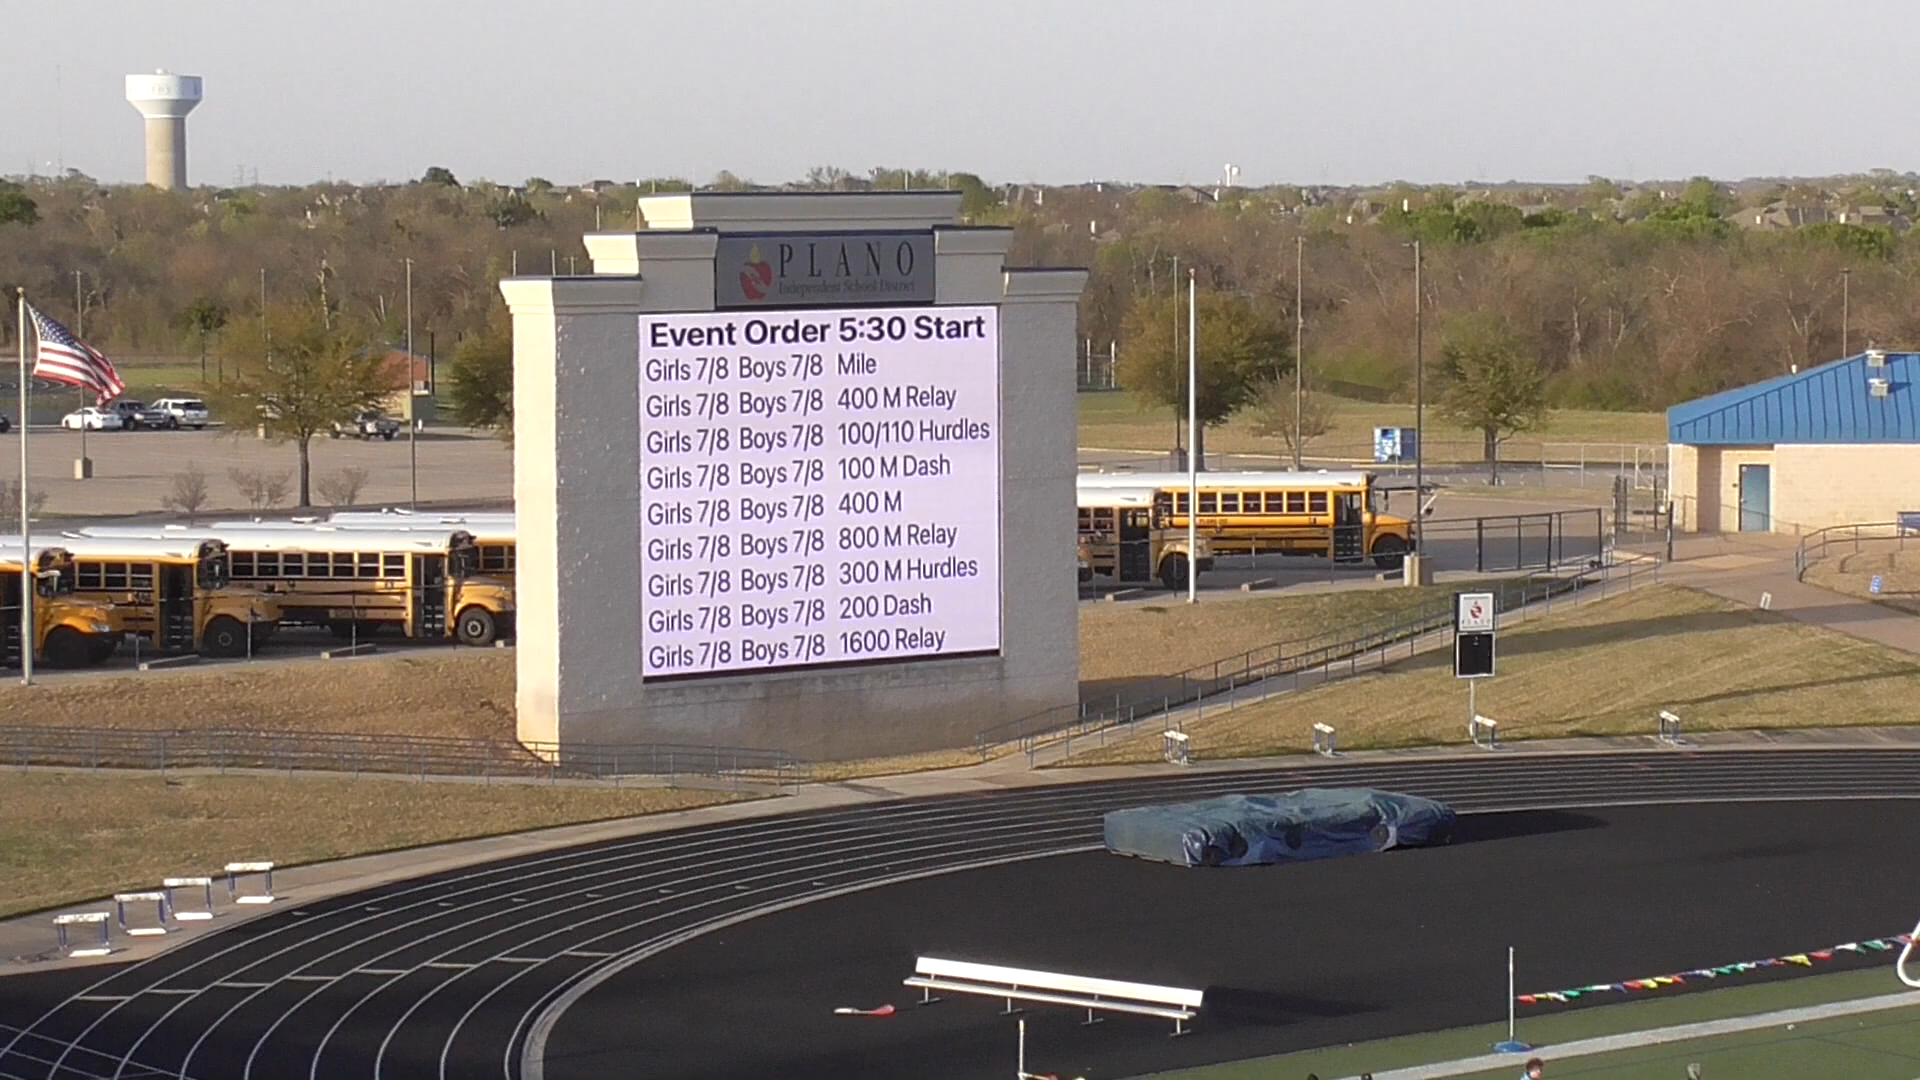 PLANO
Independent School District
Event Order 5:30 Start
Girls 7/8 Boys 7/8 Mile
Girls 7/8 Boys 7/8 400 M Relay
Girls 7/8 Boys 7/8 100/110 Hurdles
Girls 7/8 Boys 7/8 100 M Dash
Girls 7/8 Boys 7/8 400 M
Girls 7/8 Boys 7/8 800 M Relay
Girls 7/8 Boys 7/8 300 M Hurdles
Girls 7/8 Boys 7/8 200 Dash
Girls 7/8 Boys 7/8 1600 Relay
PLANO